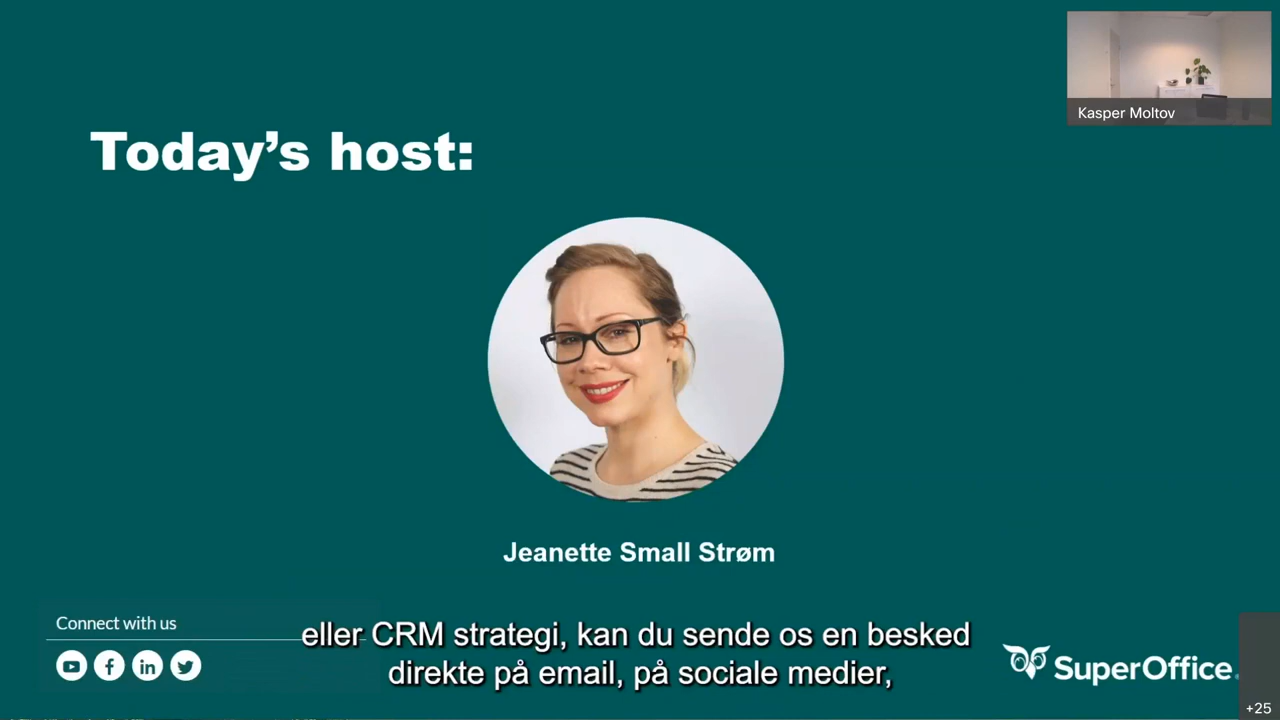 Kasper Moltov
Today’s host:
Jeanette Small Strøm
Connect with us
eller CRM strategi, kan du sende os en besked
direkte på email, på sociale medier,
SuperOffice
+25